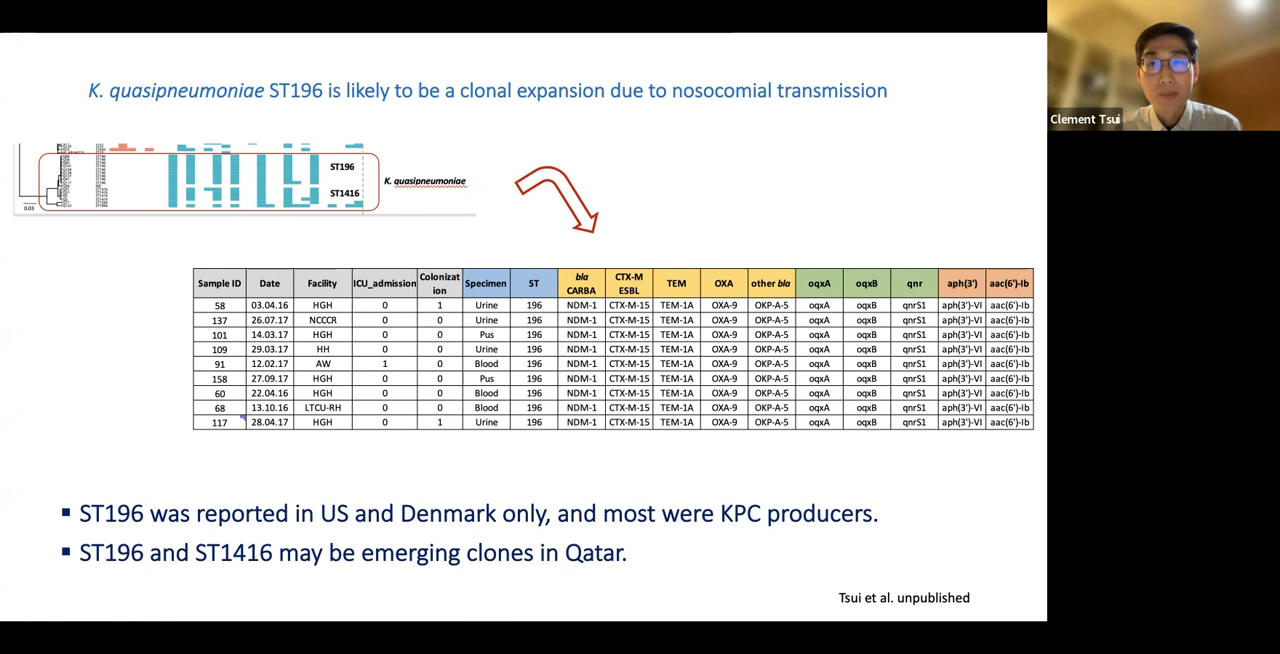 K. quasipneumoniae ST196 is likely to be a clonal expansion due to nosocomial transmission
Clement Tsui
ST196
K. quasipneumoniae
ST1416
0.03
Sample ID Date Facility ICU_admission Colonizat ion Specimen ST bla CARBA CTX-M ESBL TEM OXA other bla oqxA oqxB qnr aph(3') aac(6')-Ib
58 03.04.16 HGH 0 1 Urine 196 NDM-1 CTX-M-15 TEM-1A OXA-9 OKP-A-5 oqxA oqxB qnrS1 aph(3')-VI aac(6')-Ib
137 26.07.17 NCCCR 0 0 Urine 196 NDM-1 CTX-M-15 TEM-1A OXA-9 OKP-A-5 oqxA oqxB qnrS1 aph(3')-VI aac(6')-Ib
101 14.03.17 HGH 0 0 Pus 196 NDM-1 CTX-M-15 TEM-1A OXA-9 OKP-A-5 oqxA oqxB qnrS1 aph(3')-VI aac(6')-Ib
109 29.03.17 HH 0 0 Urine 196 NDM-1 CTX-M-15 TEM-1A OXA-9 OKP-A-5 oqxA oqxB qnrS1 aph(3')-VI aac(6')-Ib
91 12.02.17 AW 1 0 Blood 196 NDM-1 CTX-M-15 TEM-1A OXA-9 OKP-A-5 oqxA oqxB qnrS1 aph(3')-VI aac(6')-Ib
158 27.09.17 HGH 0 0 Pus 196 NDM-1 CTX-M-15 TEM-1A OXA-9 OKP-A-5 oqxA oqxB qnrS1 aph(3')-VI aac(6')-Ib
60 22.04.16 HGH 0 0 Blood 196 NDM-1 CTX-M-15 TEM-1A OXA-9 OKP-A-5 oqxA oqxB qnrS1 aph(3')-VI aac(6')-Ib
68 13.10.16 LTCU-RH 0 0 Blood 196 NDM-1 CTX-M-15 TEM-1A OXA-9 OKP-A-5 oqxA oqxB qnrS1 aph(3')-VI aac(6')-Ib
117 28.04.17 HGH 0 1 Urine 196 NDM-1 CTX-M-15 TEM-1A OXA-9 OKP-A-5 oqxA oqxB qnrS1 aph(3')-VI aac(6')-Ib
▪ ST196 was reported in US and Denmark only, and most were KPC producers.
▪ ST196 and ST1416 may be emerging clones in Qatar.
Tsui et al. unpublished